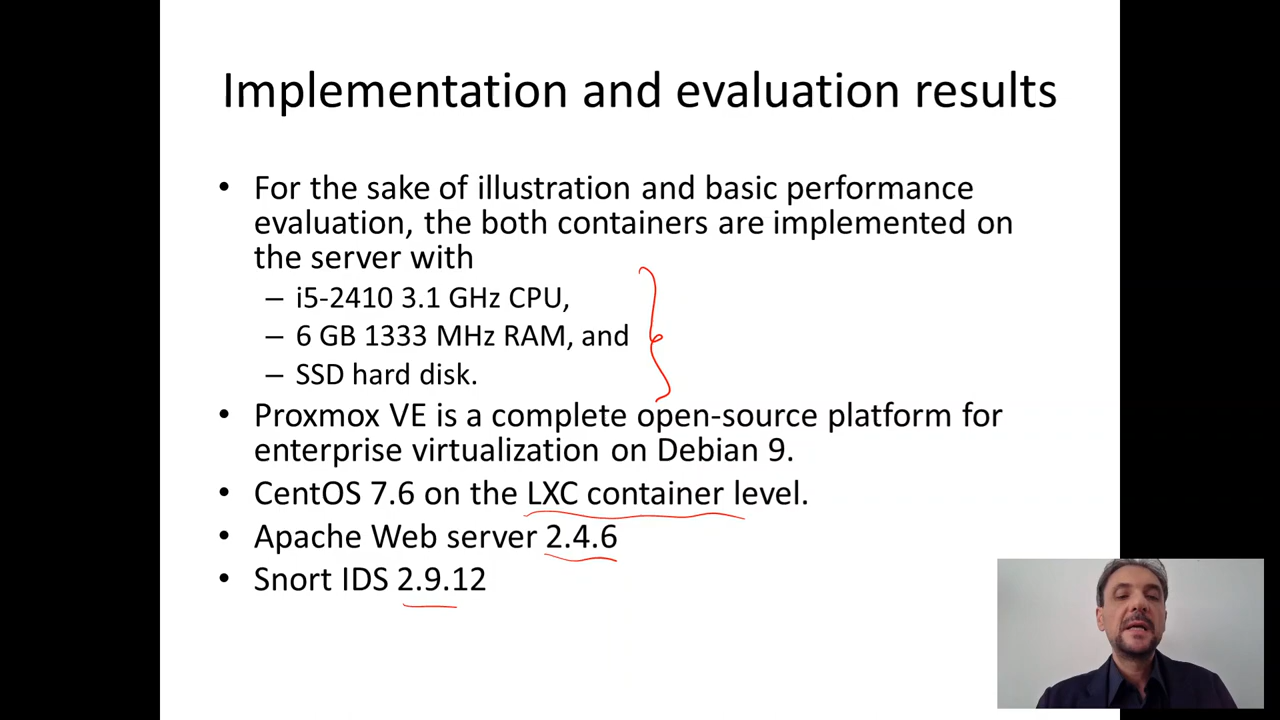 Implementation and evaluation results
• For the sake of illustration and basic performance
evaluation, the both containers are implemented on
the server with
– i5-2410 3.1 GHz CPU,
– 6 GB 1333 MHz RAM, and
– SSD hard disk.
• Proxmox VE is a complete open-source platform for
enterprise virtualization on Debian 9.
• CentOS 7.6 on the LXC container level.
• Apache Web server 2.4.6
• Snort IDS 2.9.12